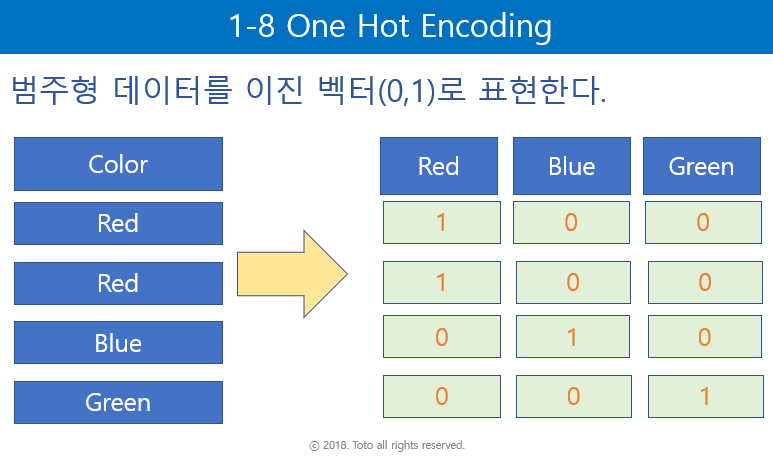 1-8 One Hot Encoding
범주형 데이터를 이진 벡터(0,1)로 표현한다.
Color
Red
Red
Blue
Green
Red Blue Green
1 0 0
1 0 0
0 1 0
0 0 1
ⓒ 2018. Toto all rights reserved.